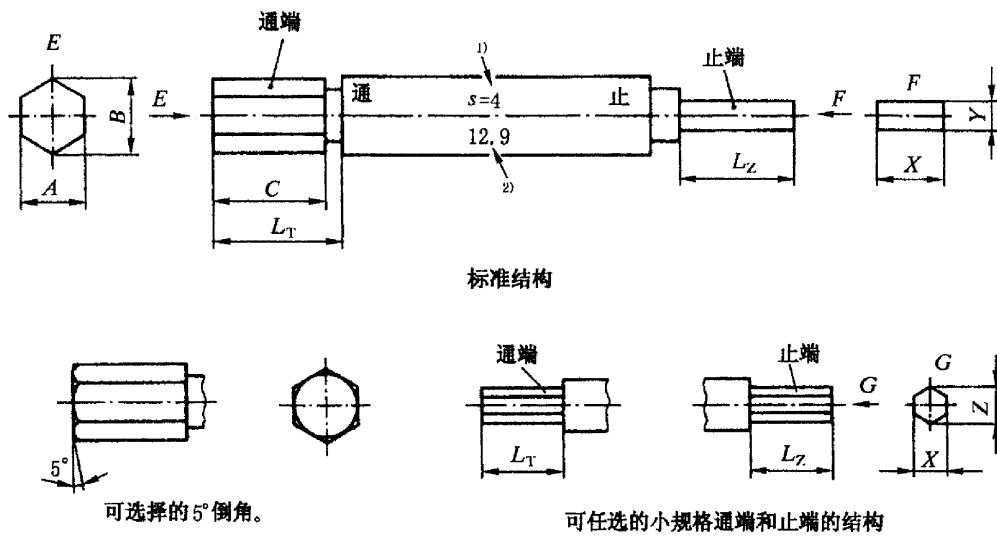 通端
E
1)
止端
通
止
s=4
12.9
E
B
A
C
L_T
L_Z
F
F
Y
X
2)
标准结构
通端
止端
G
G
5°
L_T
L_Z
X
Z
可选择的5°倒角。
可任选的小规格通端和止端的结构